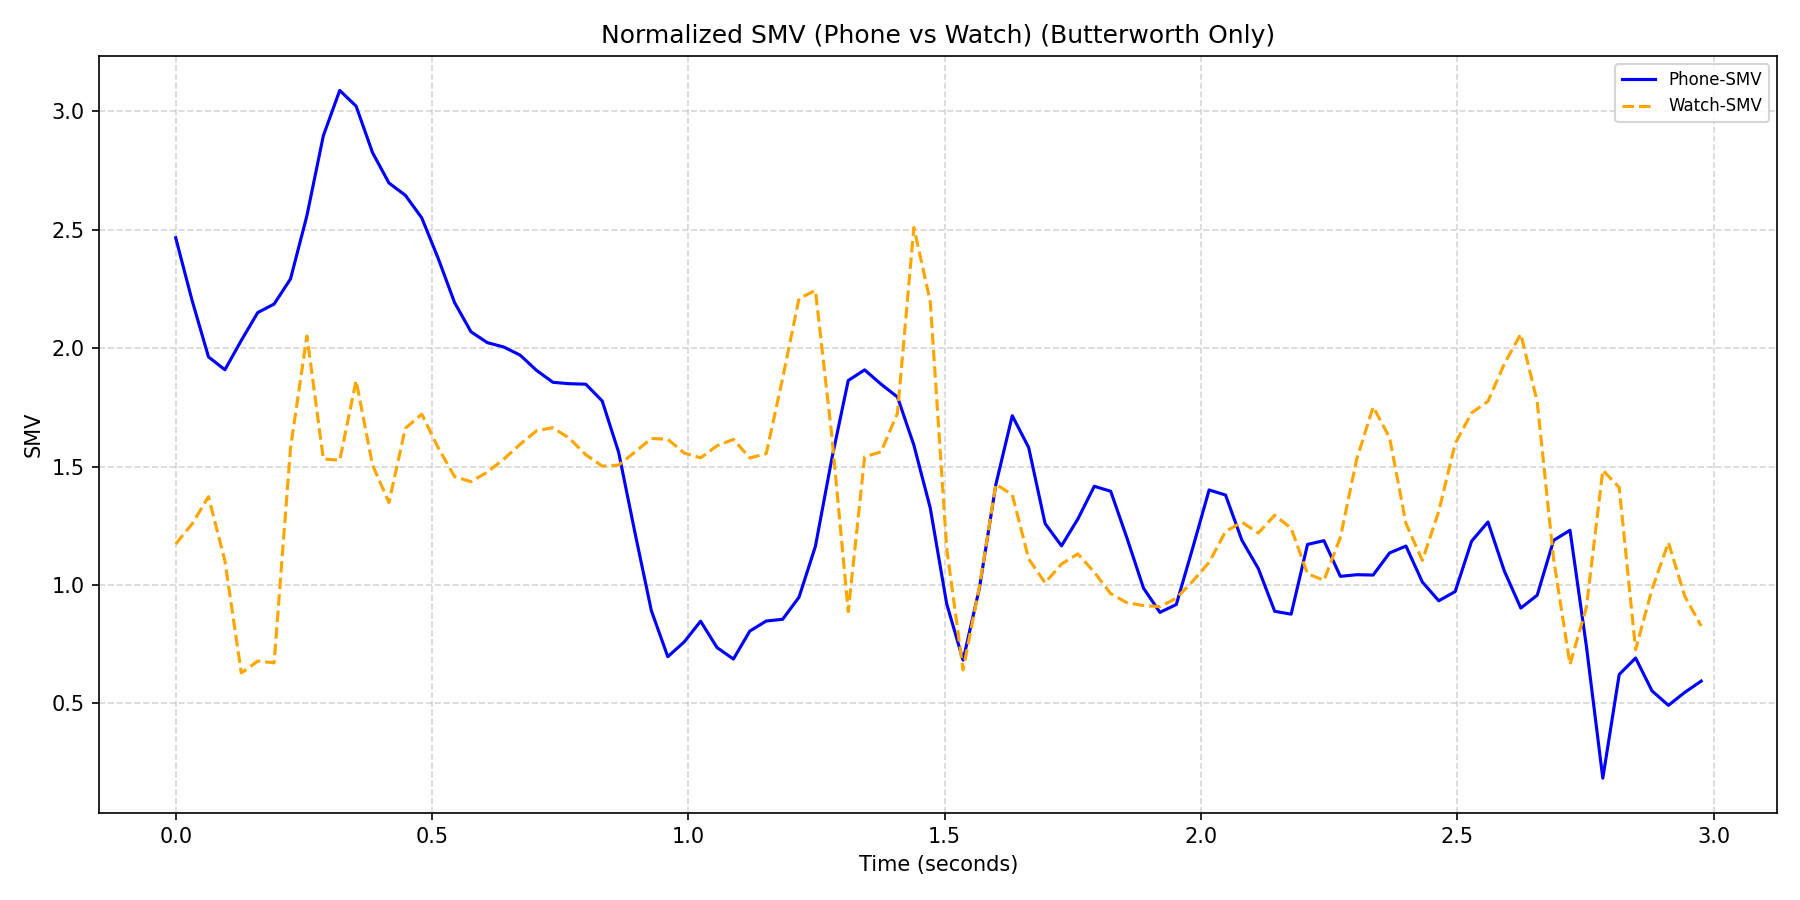 Normalized SMV (Phone vs Watch) (Butterworth Only)
Phone-SMV
Watch-SMV
3.0
2.5
2.0
1.5
1.0
0.5
SMV
0.0 0.5 1.0 1.5 2.0 2.5 3.0
Time (seconds)